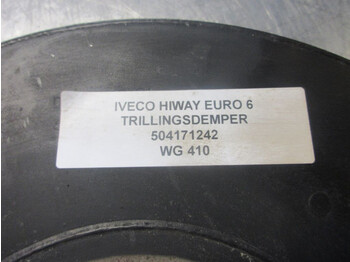 IVECO HIWAY EURO 6
TRILLINGSDEMPER
504171242
WG 410